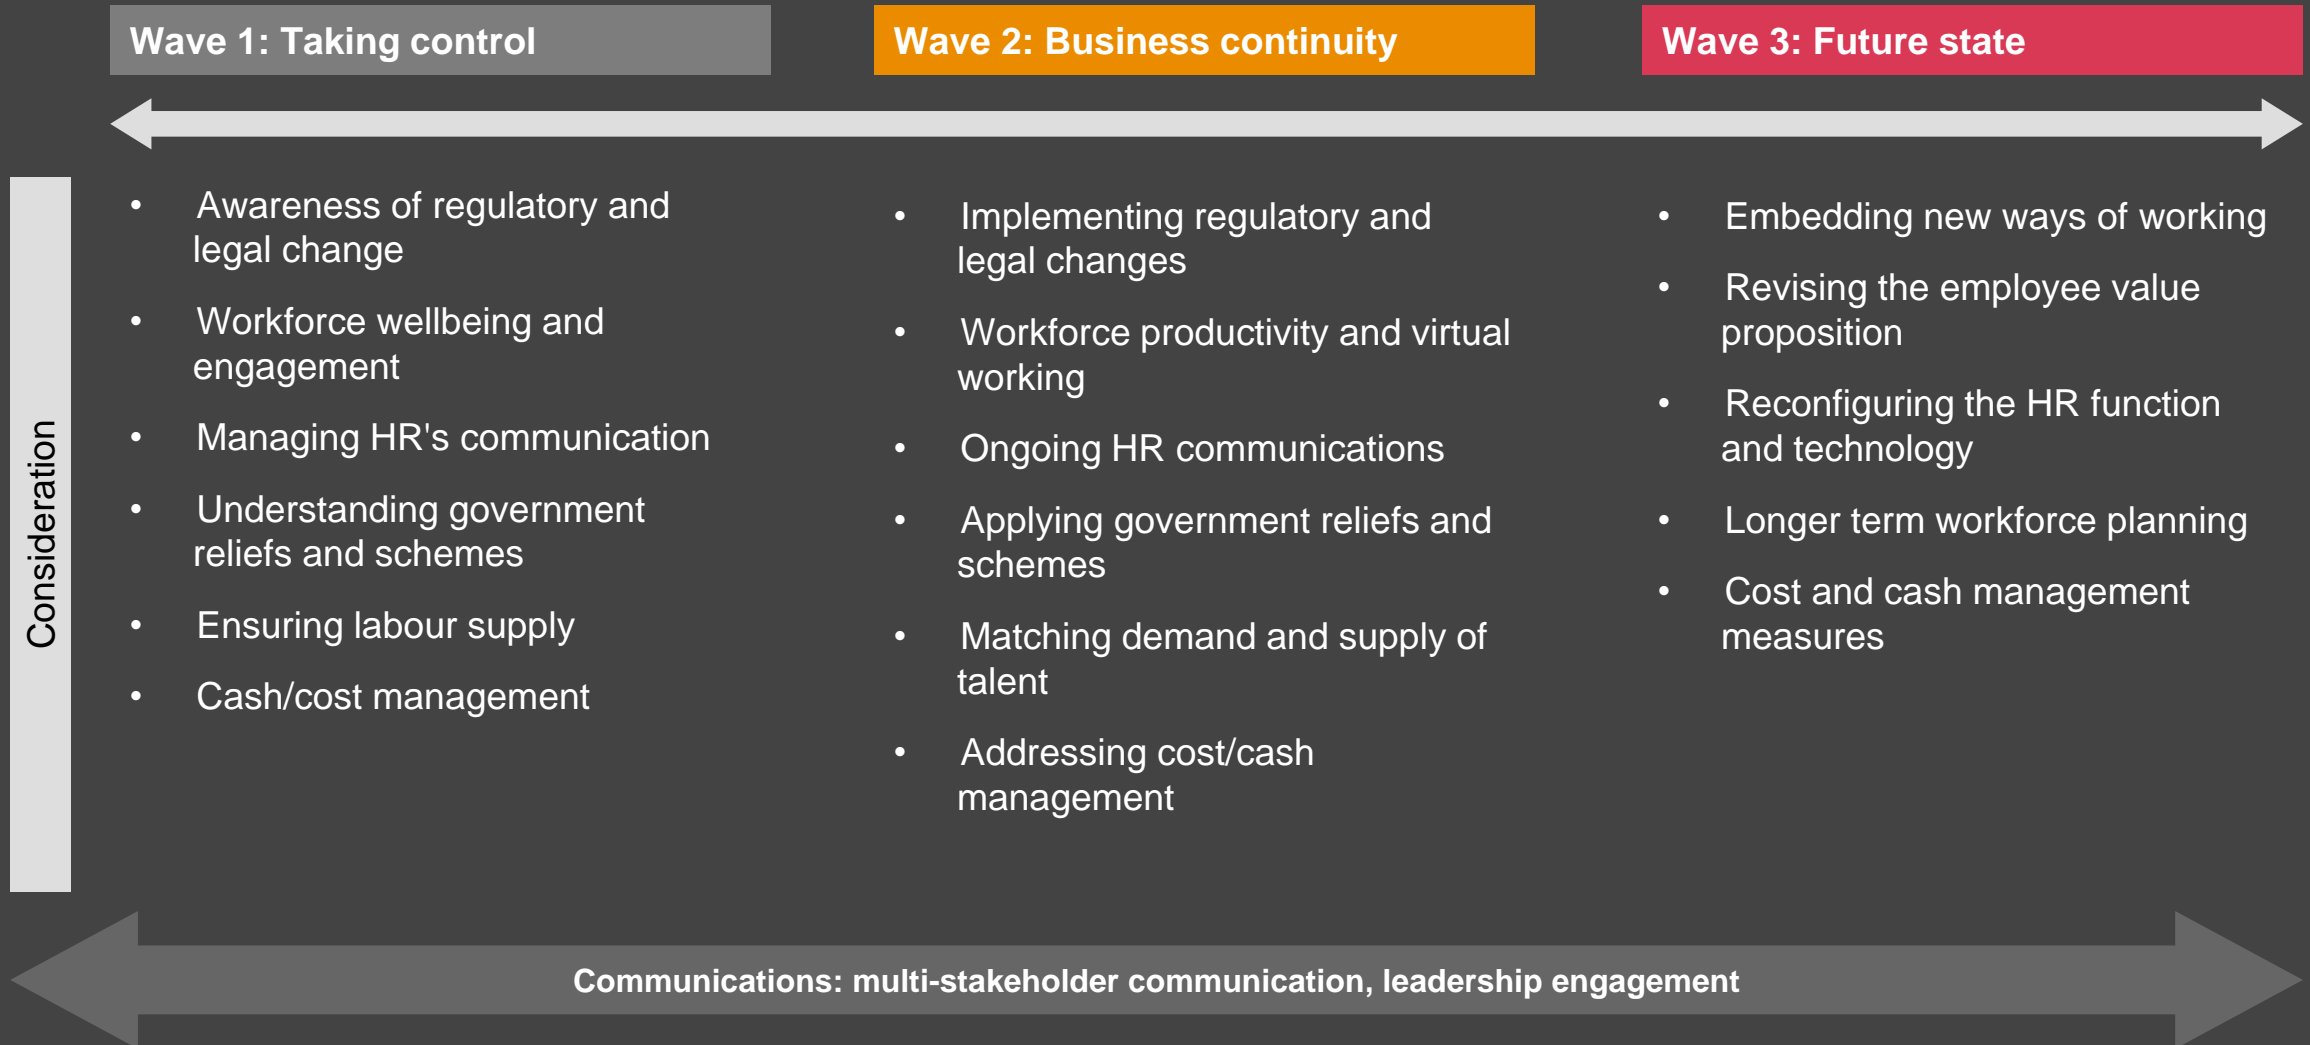 Wave 1: Taking control
Wave 2: Business continuity
Wave 3: Future state
Consideration
• Awareness of regulatory and
legal change
• Workforce wellbeing and
engagement
• Managing HR's communication
• Understanding government
reliefs and schemes
• Ensuring labour supply
• Cash/cost management
• Implementing regulatory and
legal changes
• Workforce productivity and virtual
working
• Ongoing HR communications
• Applying government reliefs and
schemes
• Matching demand and supply of
talent
• Addressing cost/cash
management
• Embedding new ways of working
• Revising the employee value
proposition
• Reconfiguring the HR function
and technology
• Longer term workforce planning
• Cost and cash management
measures
Communications: multi-stakeholder communication, leadership engagement